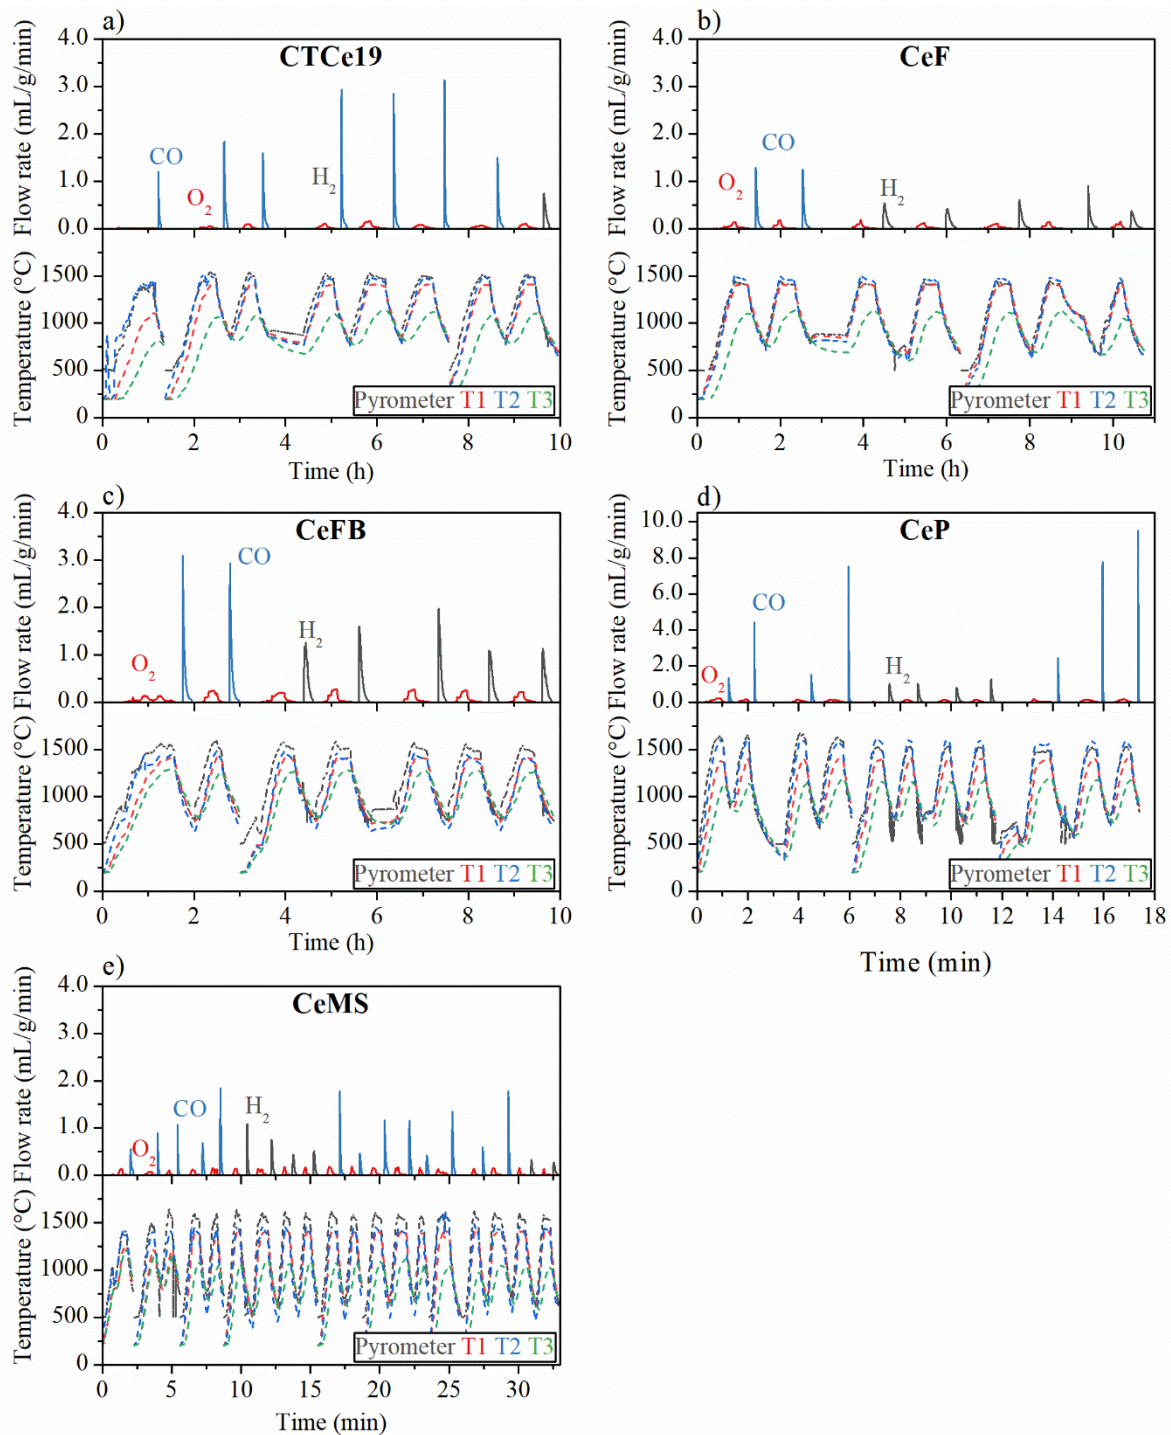 a)
CTCe19
Flow rate (mL/g/min)
4.0
3.0
2.0
1.0
0.0
CO
O2
H2
Temperature (°C)
1500
1000
500
0
Pyrometer T1 T2 T3
0 2 4 6 8 10
Time (h)
b)
CeF
Flow rate (mL/g/min)
4.0
3.0
2.0
1.0
0.0
O2
CO
H2
Temperature (°C)
1500
1000
500
0
Pyrometer T1 T2 T3
0 2 4 6 8 10
Time (h)
c)
CeFB
Flow rate (mL/g/min)
4.0
3.0
2.0
1.0
0.0
O2
CO
H2
Temperature (°C)
1500
1000
500
0
Pyrometer T1 T2 T3
0 2 4 6 8 10
Time (h)
d)
CeP
Flow rate (mL/g/min)
10.0
8.0
6.0
4.0
2.0
0.0
O2
CO
H2
Temperature (°C)
1500
1000
500
0
Pyrometer T1 T2 T3
0 2 4 6 8 10 12 14 16 18
Time (min)
e)
CeMS
Flow rate (mL/g/min)
4.0
3.0
2.0
1.0
0.0
O2
CO
H2
Temperature (°C)
1500
1000
500
0
Pyrometer T1 T2 T3
0 5 10 15 20 25 30
Time (min)